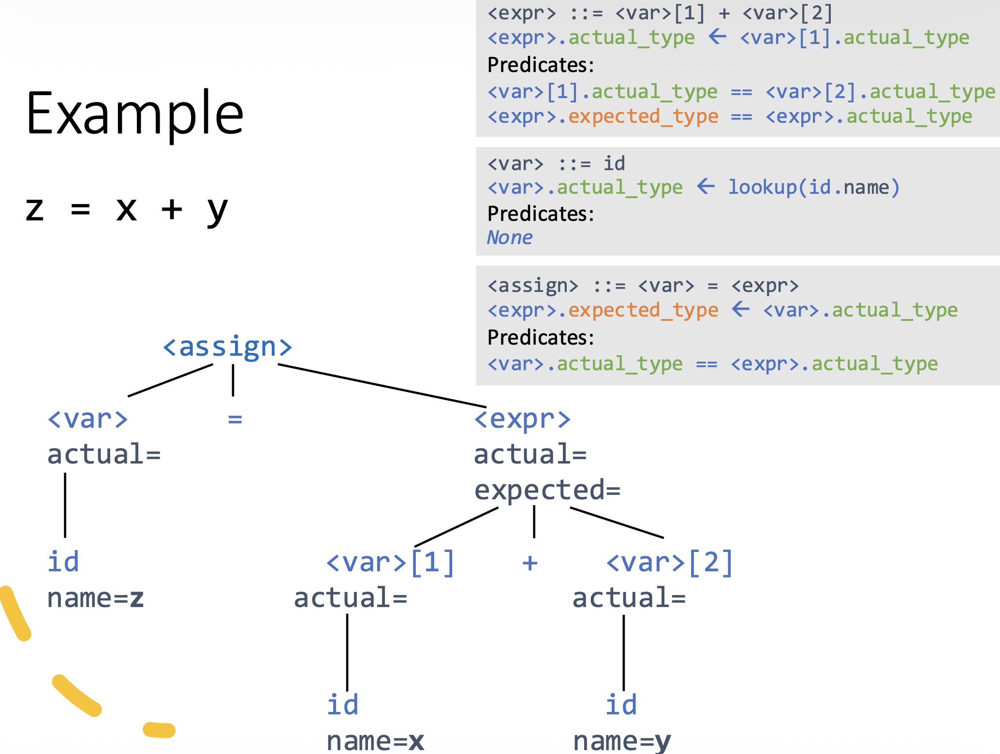 Example
z = x + y
<expr> ::= <var>[1] + <var>[2]
<expr>.actual_type ← <var>[1].actual_type
Predicates:
<var>[1].actual_type == <var>[2].actual_type
<expr>.expected_type == <expr>.actual_type
<var> ::= id
<var>.actual_type ← lookup(id.name)
Predicates:
None
<assign> ::= <var> = <expr>
<expr>.expected_type ← <var>.actual_type
Predicates:
<var>.actual_type == <expr>.actual_type
<assign>
<var> = <expr>
actual= actual=
expected=
id <var>[1] + <var>[2]
name=z actual= actual=
id id
name=x name=y